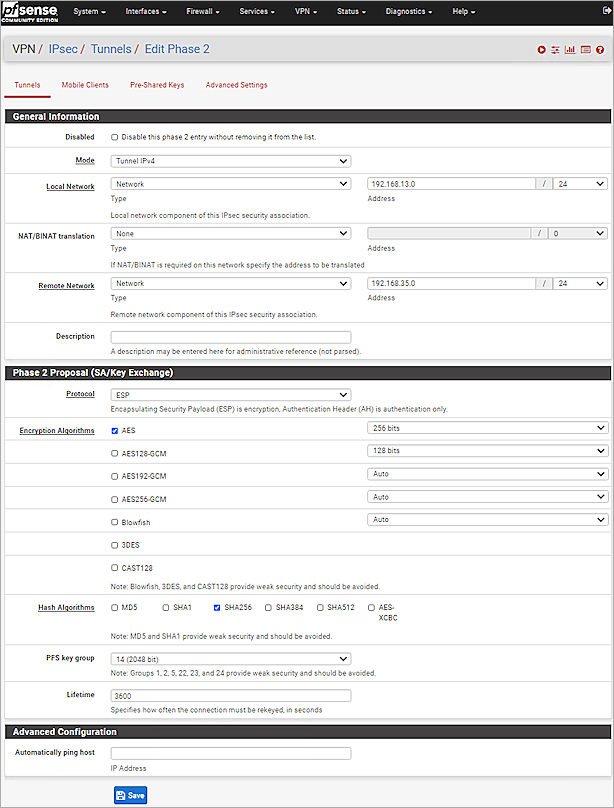 pfsense System Interfaces Firewall Services VPN Status Diagnostics Help
COMMUNITY EDITION
VPN / IPsec / Tunnels / Edit Phase 2
Tunnels Mobile Clients Pre-Shared Keys Advanced Settings
General Information
Disabled Disable this phase 2 entry without removing it from the list.
Mode Tunnel IPv4
Local Network Network 192.168.13.0 / 24
Type Address
Local network component of this IPsec security association.
NAT/BINAT translation None / 0
Type Address
If NAT/BINAT is required on this network specify the address to be translated
Remote Network Network 192.168.35.0 / 24
Type Address
Remote network component of this IPsec security association.
Description
A description may be entered here for administrative reference (not parsed).
Phase 2 Proposal (SA/Key Exchange)
Protocol ESP
Encapsulating Security Payload (ESP) is encryption, Authentication Header (AH) is authentication only.
Encryption Algorithms AES 256 bits
AES128-GCM 128 bits
AES192-GCM Auto
AES256-GCM Auto
Blowfish Auto
3DES
CAST128
Note: Blowfish, 3DES, and CAST128 provide weak security and should be avoided.
Hash Algorithms MD5 SHA1 SHA256 SHA384 SHA512 AES-
XCBC
Note: MD5 and SHA1 provide weak security and should be avoided.
PFS key group 14 (2048 bit)
Note: Groups 1, 2, 5, 22, 23, and 24 provide weak security and should be avoided.
Lifetime 3600
Specifies how often the connection must be rekeyed, in seconds
Advanced Configuration
Automatically ping host
IP Address
Save